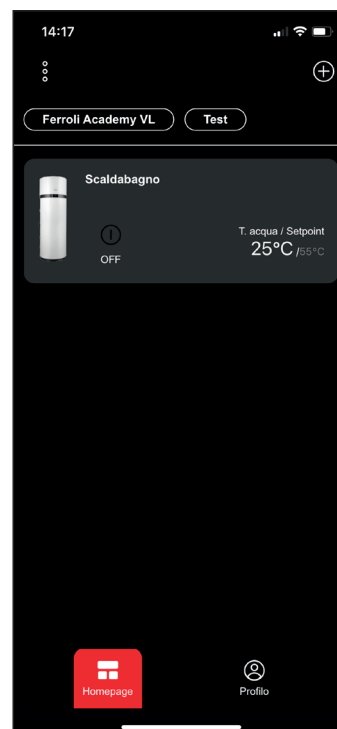 14:17
Ferroli Academy VL
Test
Scaldabagno
OFF
T. acqua / Setpoint
25°C /55°C
Homepage
Profilo